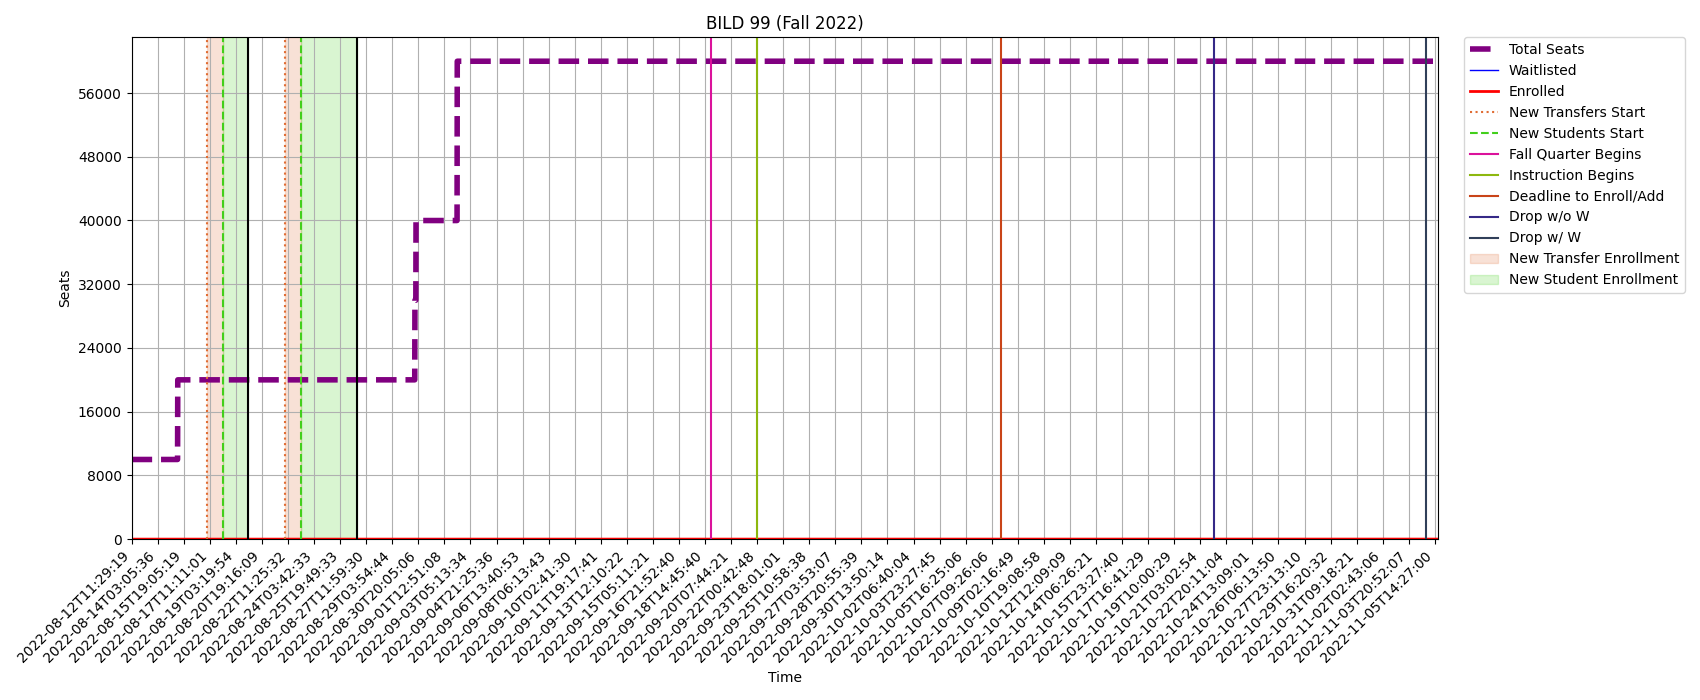 BILD 99 (Fall 2022)
Seats
56000
48000
40000
32000
24000
16000
8000
0
2022-08-12T11:29:19
2022-08-14T03:05:36
2022-08-15T19:05:19
2022-08-17T11:11:01
2022-08-19T03:19:54
2022-08-20T19:16:09
2022-08-22T11:25:32
2022-08-24T03:42:33
2022-08-25T19:49:33
2022-08-27T11:59:30
2022-08-29T03:54:44
2022-08-30T20:05:06
2022-09-01T12:51:08
2022-09-03T05:13:34
2022-09-04T21:25:36
2022-09-06T13:40:53
2022-09-08T06:13:43
2022-09-10T02:41:30
2022-09-11T19:17:41
2022-09-13T12:10:22
2022-09-15T05:11:21
2022-09-16T21:52:40
2022-09-18T14:45:40
2022-09-20T07:44:21
2022-09-22T00:42:48
2022-09-23T18:01:01
2022-09-25T10:58:38
2022-09-27T03:53:07
2022-09-28T20:55:39
2022-09-30T13:50:14
2022-10-02T06:40:04
2022-10-03T23:27:45
2022-10-05T16:25:06
2022-10-07T09:26:06
2022-10-09T02:16:49
2022-10-10T19:08:58
2022-10-12T12:09:09
2022-10-14T06:26:21
2022-10-15T23:27:40
2022-10-17T16:41:29
2022-10-19T10:00:29
2022-10-21T03:02:54
2022-10-22T20:11:04
2022-10-24T13:09:01
2022-10-26T06:13:50
2022-10-27T23:13:10
2022-10-29T16:20:32
2022-10-31T09:18:21
2022-11-02T02:43:06
2022-11-03T20:52:07
2022-11-05T14:27:00
Time
Total Seats
Waitlisted
Enrolled
New Transfers Start
New Students Start
Fall Quarter Begins
Instruction Begins
Deadline to Enroll/Add
Drop w/o W
Drop w/ W
New Transfer Enrollment
New Student Enrollment